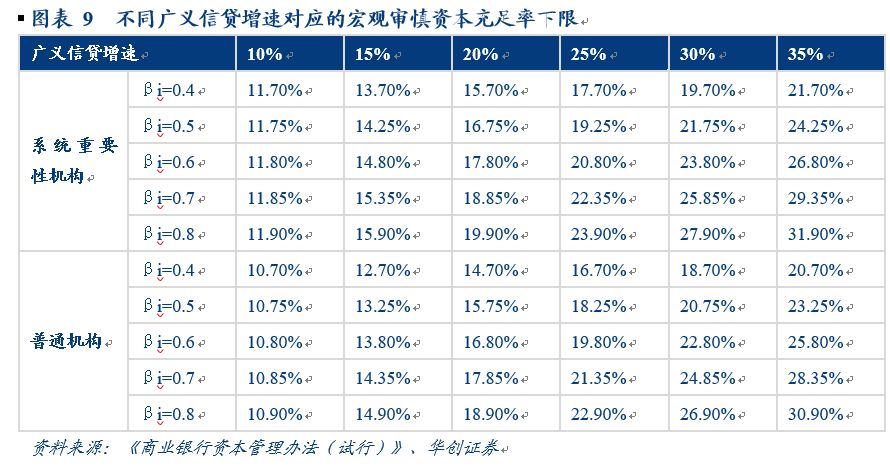 图表 9 不同广义信贷增速对应的宏观审慎资本充足率下限
广义信贷增速 10% 15% 20% 25% 30% 35%
系统重要性机构 βi=0.4 11.70% 13.70% 15.70% 17.70% 19.70% 21.70%
βi=0.5 11.75% 14.25% 16.75% 19.25% 21.75% 24.25%
βi=0.6 11.80% 14.80% 17.80% 20.80% 23.80% 26.80%
βi=0.7 11.85% 15.35% 18.85% 22.35% 25.85% 29.35%
βi=0.8 11.90% 15.90% 19.90% 23.90% 27.90% 31.90%
普通机构 βi=0.4 10.70% 12.70% 14.70% 16.70% 18.70% 20.70%
βi=0.5 10.75% 13.25% 15.75% 18.25% 20.75% 23.25%
βi=0.6 10.80% 13.80% 16.80% 19.80% 22.80% 25.80%
βi=0.7 10.85% 14.35% 17.85% 21.35% 24.85% 28.35%
βi=0.8 10.90% 14.90% 18.90% 22.90% 26.90% 30.90%
资料来源：《商业银行资本管理办法（试行）》、华创证券